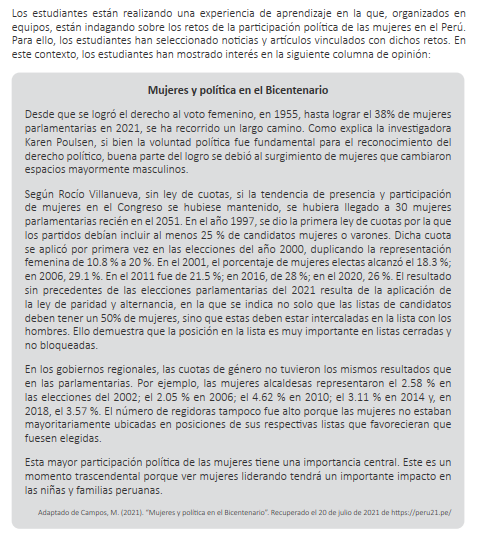 Los estudiantes están realizando una experiencia de aprendizaje en la que, organizados en
equipos, están indagando sobre los retos de la participación política de las mujeres en el Perú.
Para ello, los estudiantes han seleccionado noticias y artículos vinculados con dichos retos. En
este contexto, los estudiantes han mostrado interés en la siguiente columna de opinión:
Mujeres y política en el Bicentenario
Desde que se logró el derecho al voto femenino, en 1955, hasta lograr el 38% de mujeres
parlamentarias en 2021, se ha recorrido un largo camino. Como explica la investigadora
Karen Poulsen, si bien la voluntad política fue fundamental para el reconocimiento del
derecho político, buena parte del logro se debió al surgimiento de mujeres que cambiaron
espacios mayormente masculinos.
Según Rocío Villanueva, sin ley de cuotas, si la tendencia de presencia y participación
de mujeres en el Congreso se hubiese mantenido, se hubiera llegado a 30 mujeres
parlamentarias recién en el 2051. En el año 1997, se dio la primera ley de cuotas por la que
los partidos debían incluir al menos 25 % de candidatos mujeres o varones. Dicha cuota
se aplicó por primera vez en las elecciones del año 2000, duplicando la representación
femenina de 10.8 % a 20 %. En el 2001, el porcentaje de mujeres electas alcanzó el 18.3 %;
en 2006, 29.1 %. En el 2011 fue de 21.5 %; en 2016, de 28 %; en el 2020, 26 %. El resultado
sin precedentes de las elecciones parlamentarias del 2021 resulta de la aplicación de
la ley de paridad y alternancia, en la que se indica no solo que las listas de candidatos
deben tener un 50% de mujeres, sino que estas deben estar intercaladas en la lista con los
hombres. Ello demuestra que la posición en la lista es muy importante en listas cerradas y
no bloqueadas.
En los gobiernos regionales, las cuotas de género no tuvieron los mismos resultados que
en las parlamentarias. Por ejemplo, las mujeres alcaldesas representaron el 2.58 % en
las elecciones del 2002; el 2.05 % en 2006; el 4.62 % en 2010; el 3.11 % en 2014 y, en
2018, el 3.57 %. El número de regidoras tampoco fue alto porque las mujeres no estaban
mayoritariamente ubicadas en posiciones de sus respectivas listas que favorecieran que
fuesen elegidas.
Esta mayor participación política de las mujeres tiene una importancia central. Este es un
momento trascendental porque ver mujeres liderando tendrá un importante impacto en
las niñas y familias peruanas.
Adaptado de Campos, M. (2021). "Mujeres y política en el Bicentenario". Recuperado el 20 de julio de 2021 de https://peru21.pe/